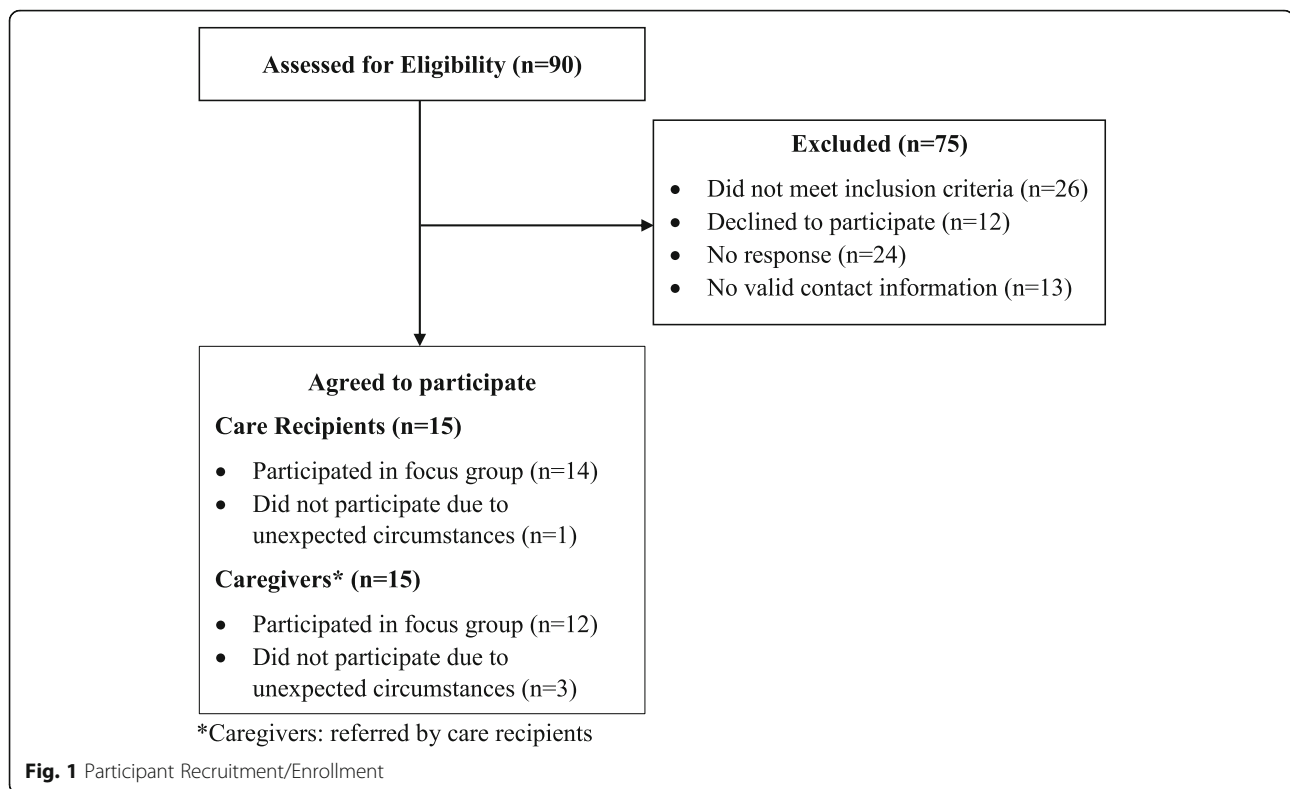 Assessed for Eligibility (n=90)
Excluded (n=75)
• Did not meet inclusion criteria (n=26)
• Declined to participate (n=12)
• No response (n=24)
• No valid contact information (n=13)
Agreed to participate
Care Recipients (n=15)
• Participated in focus group (n=14)
• Did not participate due to
unexpected circumstances (n=1)
Caregivers* (n=15)
• Participated in focus group (n=12)
• Did not participate due to
unexpected circumstances (n=3)
*Caregivers: referred by care recipients
Fig. 1 Participant Recruitment/Enrollment